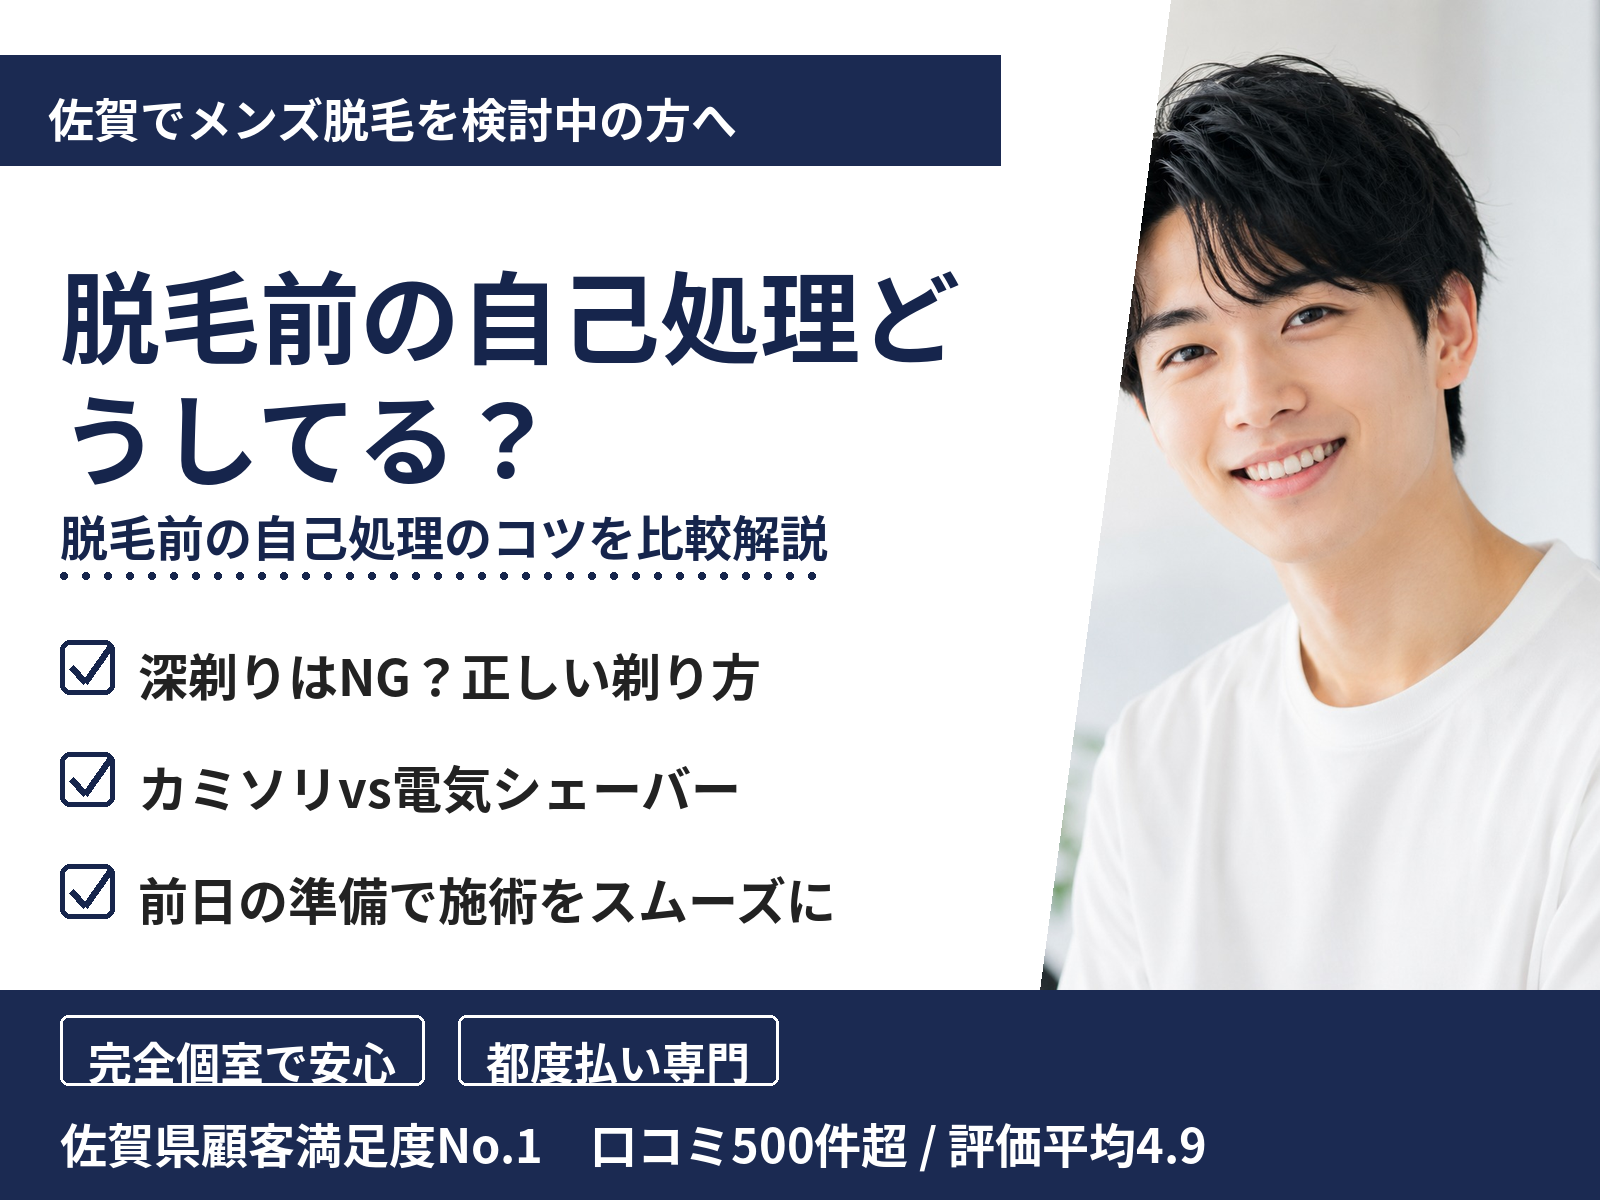 佐賀でメンズ脱毛を検討中の方へ
脱毛前の自己処理ど
うしてる？
脱毛前の自己処理のコツを比較解説
深剃りはNG？正しい剃り方
カミソリvs電気シェーバー
前日の準備で施術をスムーズに
完全個室で安心 都度払い専門
佐賀県顧客満足度No.1　口コミ500件超 / 評価平均4.9